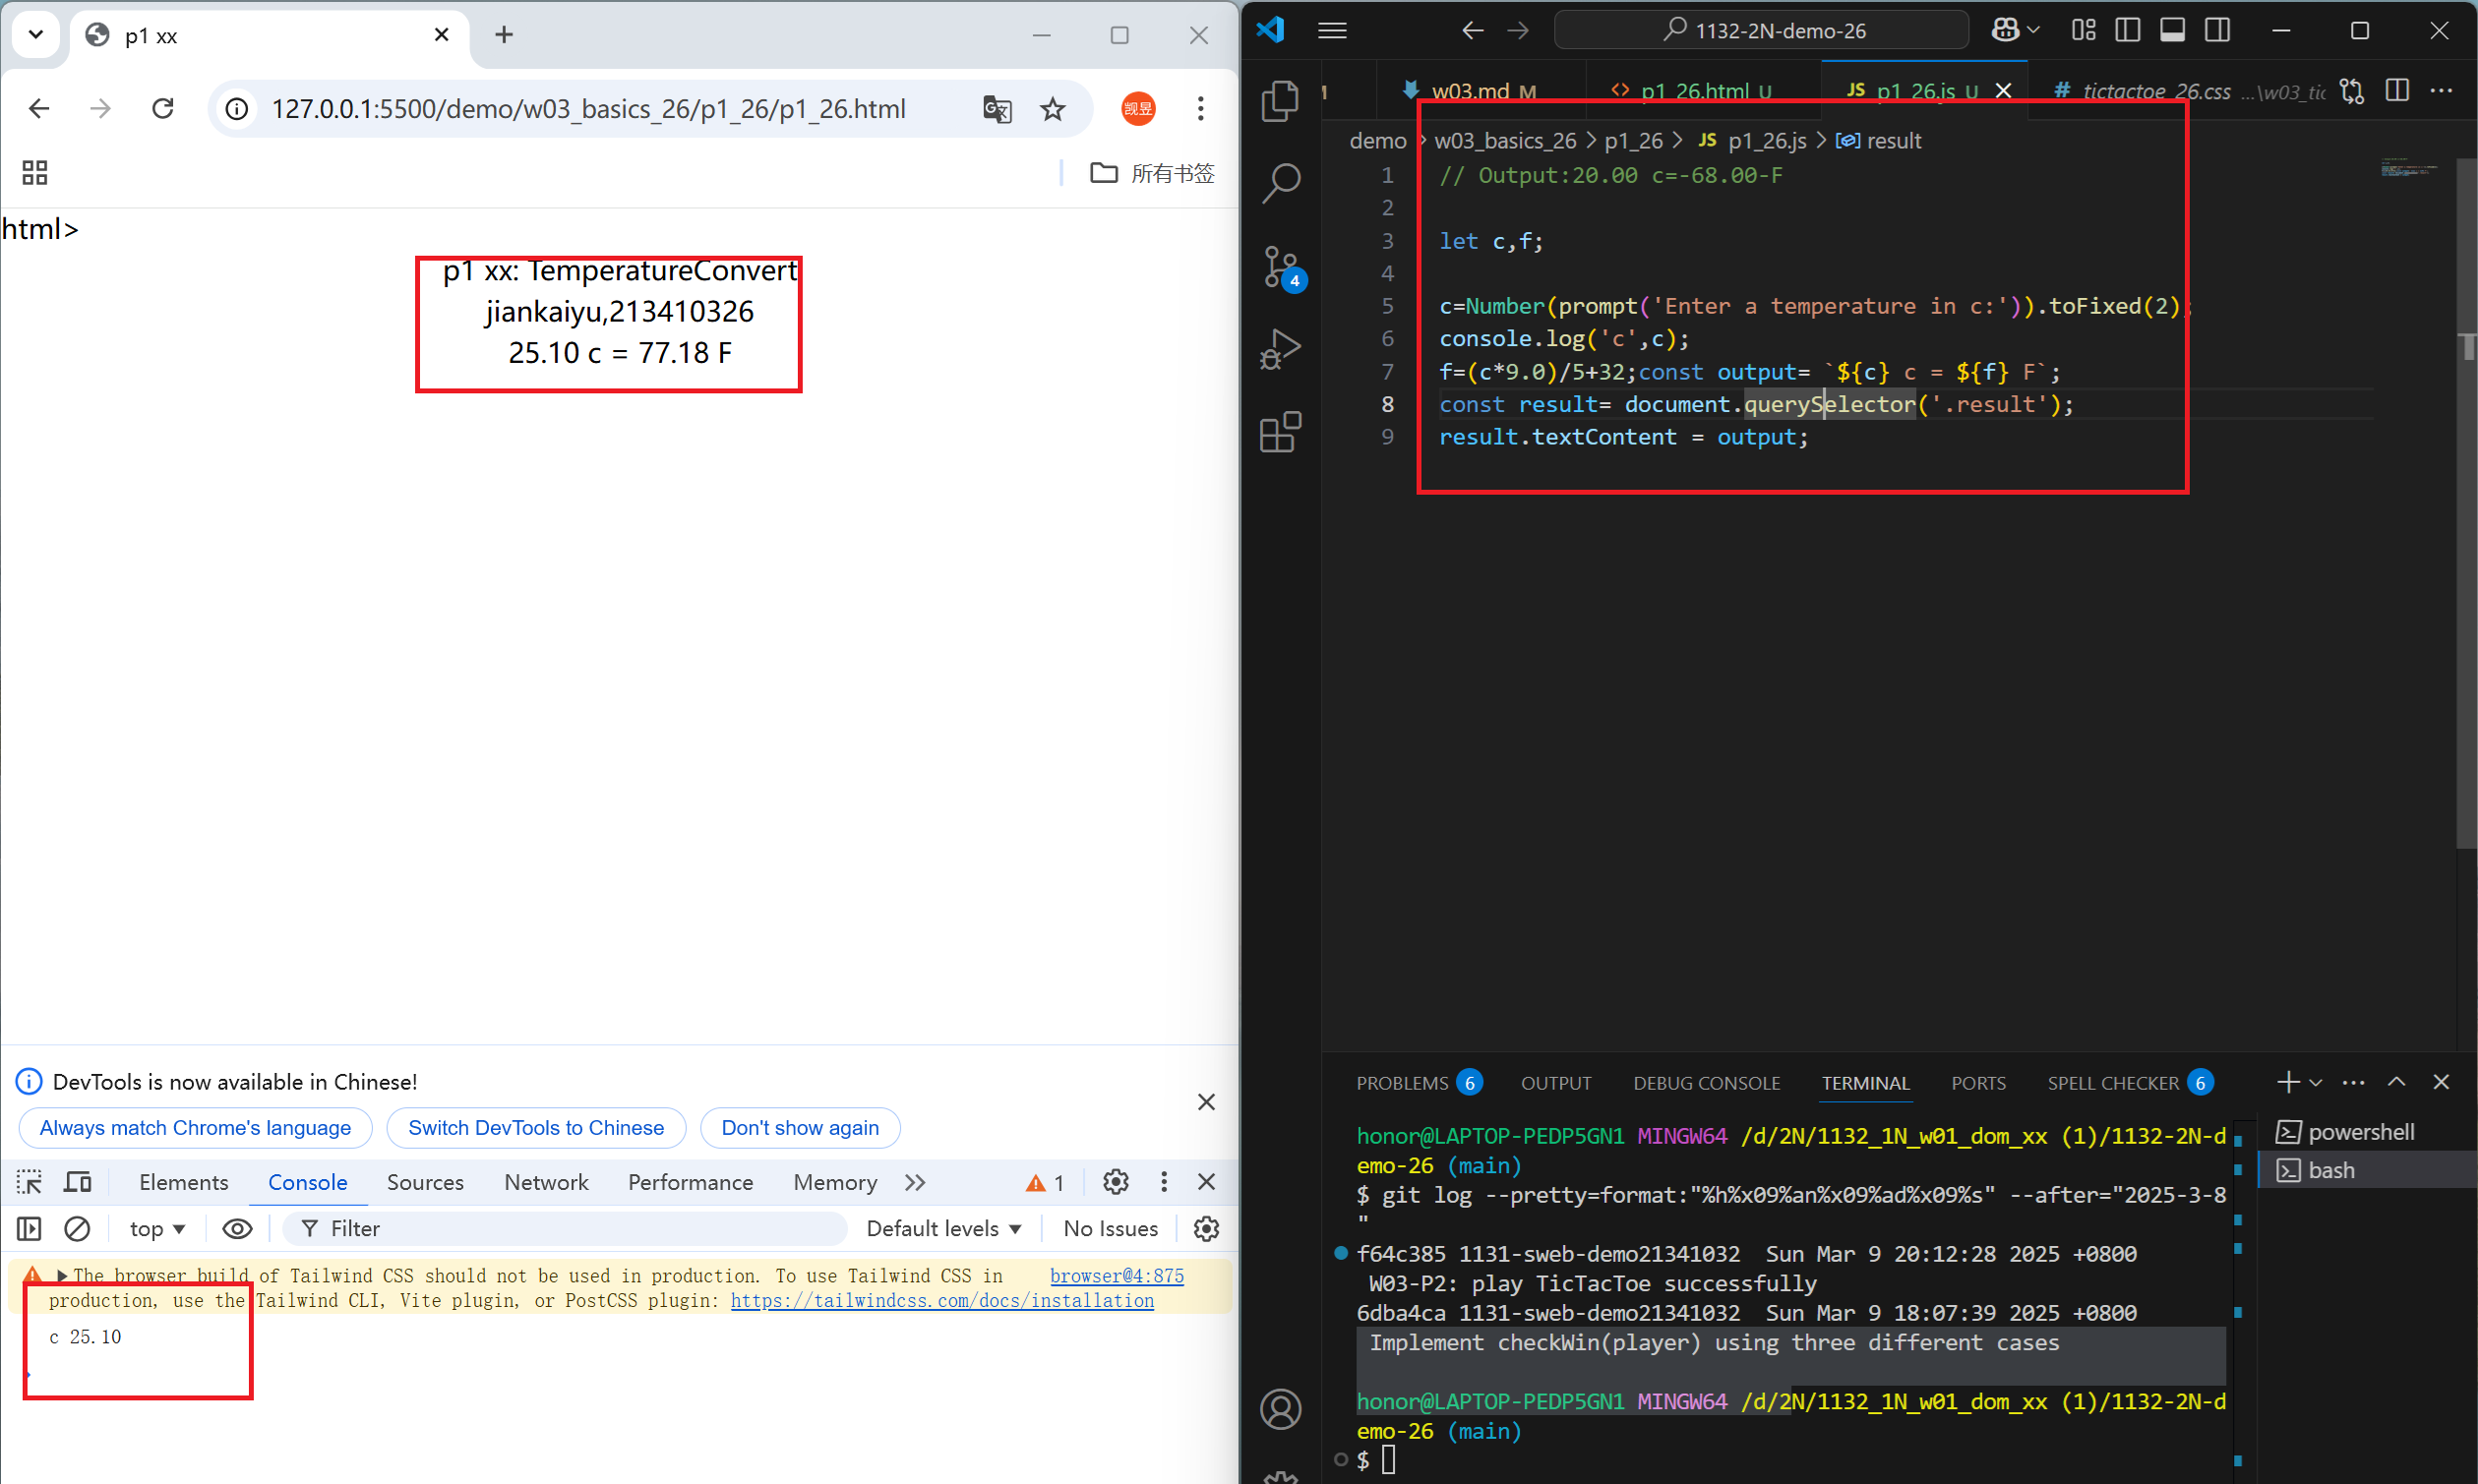 p1 xx
127.0.0.1:5500/demo/w03_basics_26/p1_26/p1_26.html
凯昱
所有书签
html>
p1 xx: TemperatureConvert
jiankaiyu,213410326
25.10 c = 77.18 F
DevTools is now available in Chinese!
Always match Chrome's language
Switch DevTools to Chinese
Don't show again
Elements
Console
Sources
Network
Performance
Memory
1
top
Filter
Default levels
No Issues
The browser build of Tailwind CSS should not be used in production. To use Tailwind CSS in
browser@4:875
production, use the Tailwind CLI, Vite plugin, or PostCSS plugin: https://tailwindcss.com/docs/installation
c 25.10
1132-2N-demo-26
w03.md M
p1_26.html U
JS p1_26.js U
# tictactoe_26.css ...\w03_tic
demo > w03_basics_26 > p1_26 > JS p1_26.js > result
1 // Output:20.00 c=-68.00-F
2
3 let c,f;
4
5 c=Number(prompt('Enter a temperature in c:')).toFixed(2);
6 console.log('c',c);
7 f=(c*9.0)/5+32;const output= `${c} c = ${f} F`;
8 const result= document.querySelector('.result');
9 result.textContent = output;
4
PROBLEMS 6
OUTPUT
DEBUG CONSOLE
TERMINAL
PORTS
SPELL CHECKER 6
powershell
bash
honor@LAPTOP-PEDP5GN1 MINGW64 /d/2N/1132_1N_w01_dom_xx (1)/1132-2N-d
emo-26 (main)
$ git log --pretty=format:"%h%x09%an%x09%ad%x09%s" --after="2025-3-8
"
f64c385 1131-sweb-demo21341032  Sun Mar 9 20:12:28 2025 +0800
W03-P2: play TicTacToe successfully
6dba4ca 1131-sweb-demo21341032  Sun Mar 9 18:07:39 2025 +0800
Implement checkWin(player) using three different cases
honor@LAPTOP-PEDP5GN1 MINGW64 /d/2N/1132_1N_w01_dom_xx (1)/1132-2N-d
emo-26 (main)
$